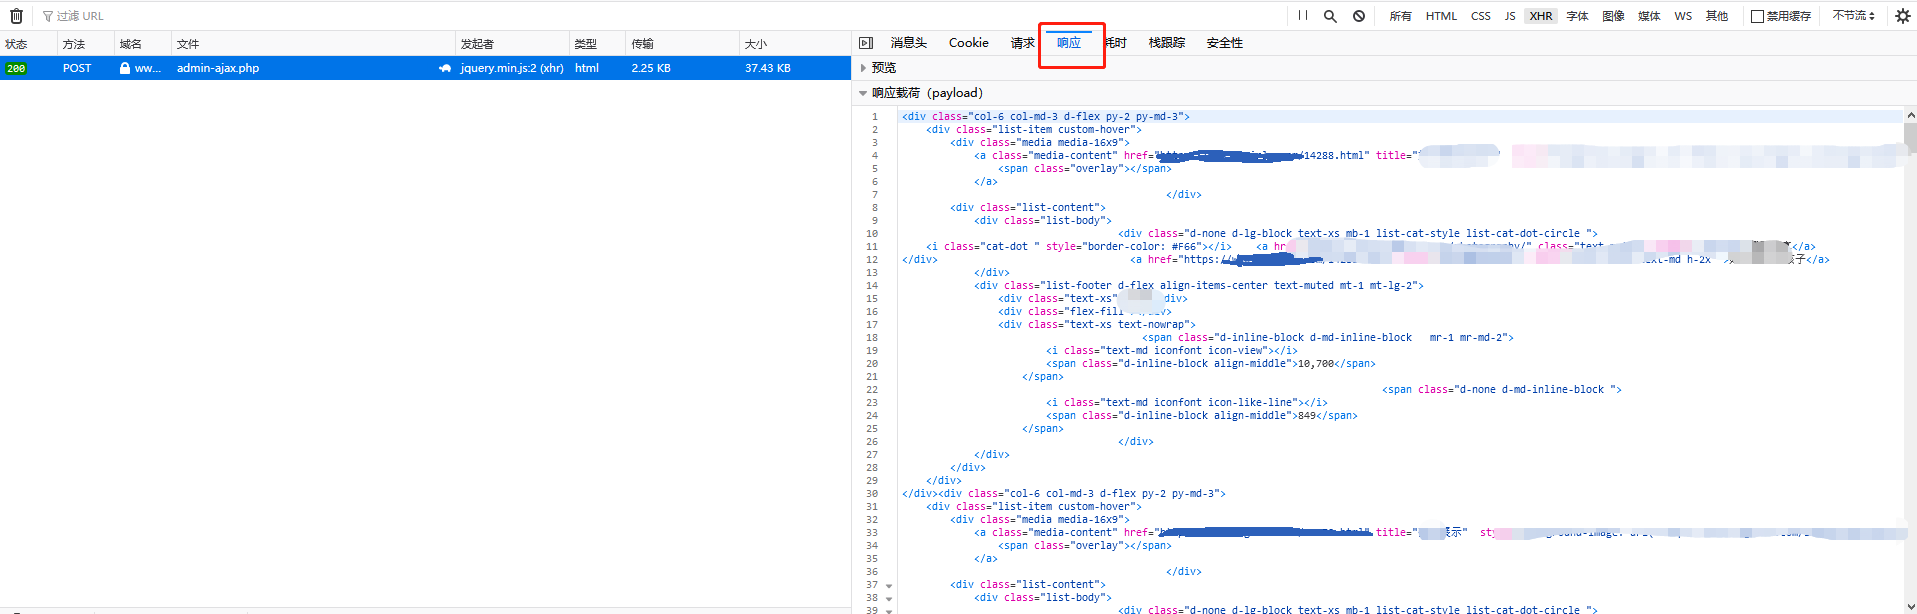 过滤 URL
所有 HTML CSS JS XHR 字体 图像 媒体 WS 其他 禁用缓存 不节流
状态 方法 域名 文件 发起者 类型 传输 大小
消息头 Cookie 请求 响应 耗时 栈跟踪 安全性
200 POST ww... admin-ajax.php jquery.min.js:2 (xhr) html 2.25 KB 37.43 KB
预览
响应载荷（payload）
1 <div class="col-6 col-md-3 d-flex py-2 py-md-3">
2 <div class="list-item custom-hover">
3 <div class="media media-16x9">
4 <a class="media-content" href= /14288.html" title="
5 <span class="overlay"></span>
6 </a>
7 </div>
8 <div class="list-content">
9 <div class="list-body">
10 <div class="d-none d-lg-block text-xs mb-1 list-cat-style list-cat-dot-circle ">
11 <i class="cat-dot " style="border-color: #F66"></i> <a hr class="text </a>
12 </div> <a href="https:// text-md h-2x 孩子</a>
13 </div>
14 <div class="list-footer d-flex align-items-center text-muted mt-1 mt-lg-2">
15 <div class="text-xs" div>
16 <div class="flex-fill div>
17 <div class="text-xs text-nowrap">
18 <span class="d-inline-block d-md-inline-block mr-1 mr-md-2">
19 <i class="text-md iconfont icon-view"></i>
20 <span class="d-inline-block align-middle">10,700</span>
21 </span>
22 <span class="d-none d-md-inline-block ">
23 <i class="text-md iconfont icon-like-line"></i>
24 <span class="d-inline-block align-middle">849</span>
25 </span>
26 </div>
27 </div>
28 </div>
29 </div>
30 </div><div class="col-6 col-md-3 d-flex py-2 py-md-3">
31 <div class="list-item custom-hover">
32 <div class="media media-16x9">
33 <a class="media-content" href= title=" 示"
34 <span class="overlay"></span>
35 </a>
36 </div>
37 <div class="list-content">
38 <div class="list-body">
39 <div class="d-none d-lg-block text-xs mb-1 list-cat-style list-cat-dot-circle ">